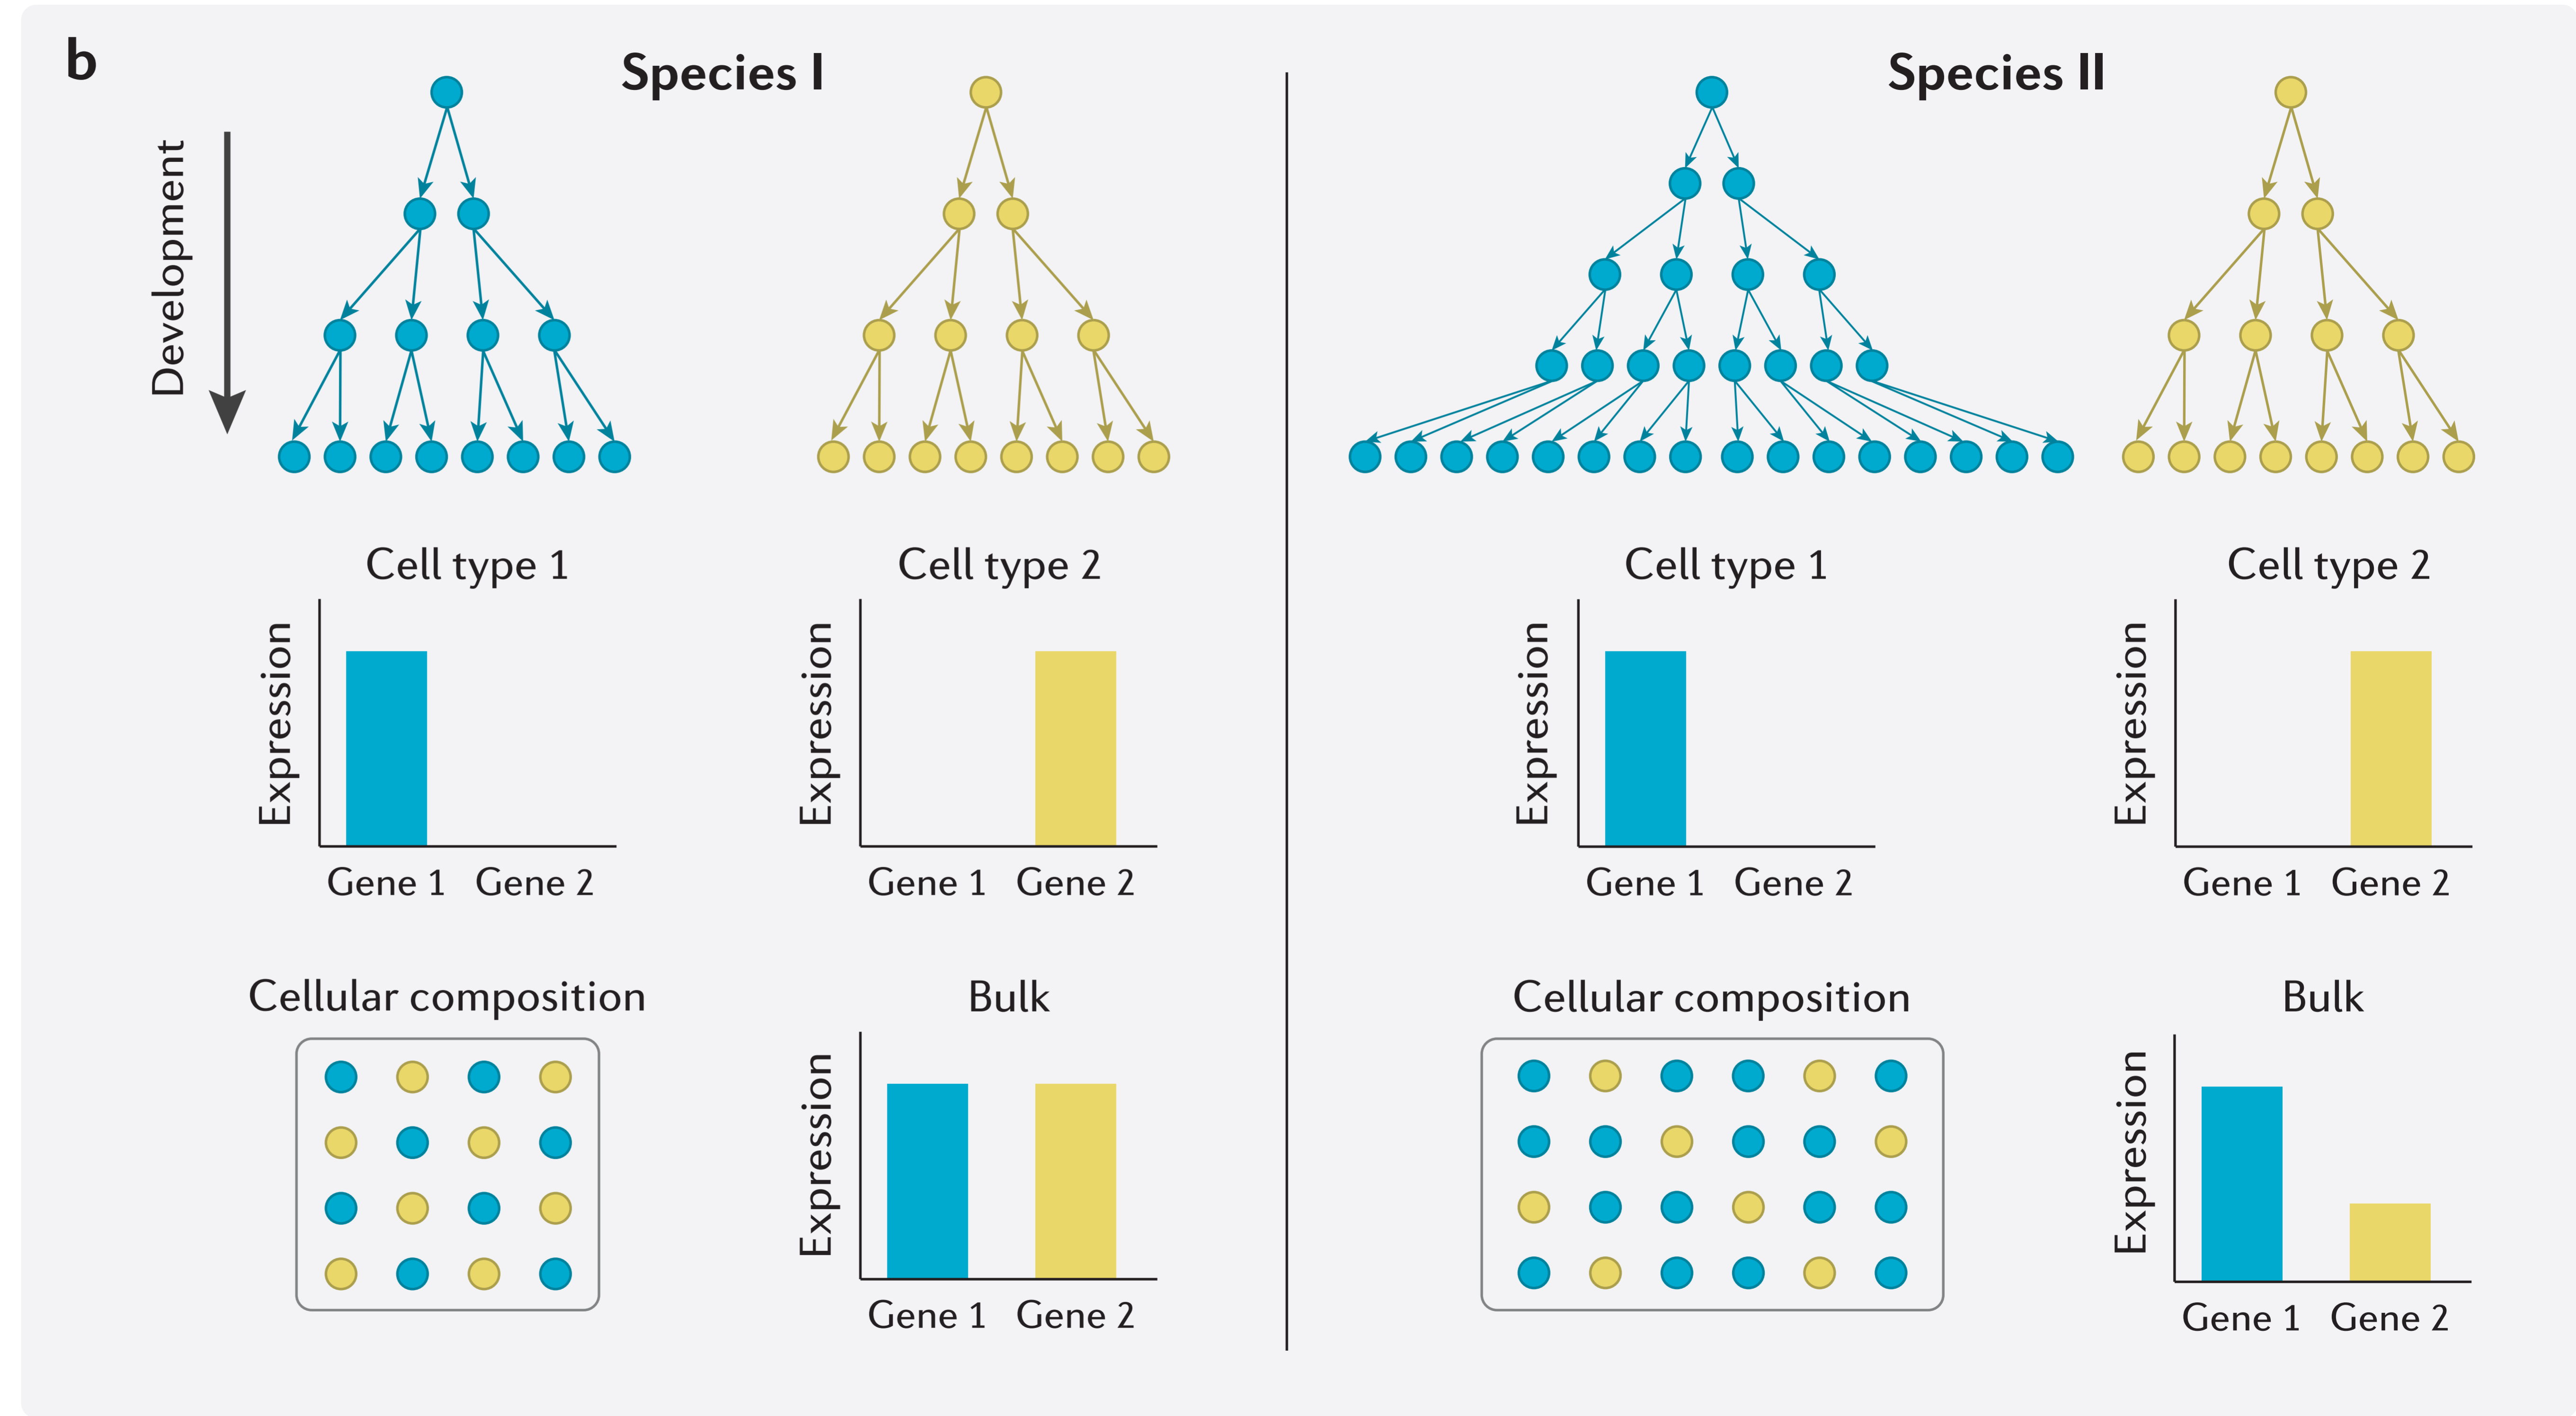 b
Species I
Species II
Development
Cell type 1
Cell type 2
Cell type 1
Cell type 2
Expression
Expression
Expression
Expression
Gene 1 Gene 2
Gene 1 Gene 2
Gene 1 Gene 2
Gene 1 Gene 2
Cellular composition
Bulk
Cellular composition
Bulk
Expression
Expression
Gene 1 Gene 2
Gene 1 Gene 2